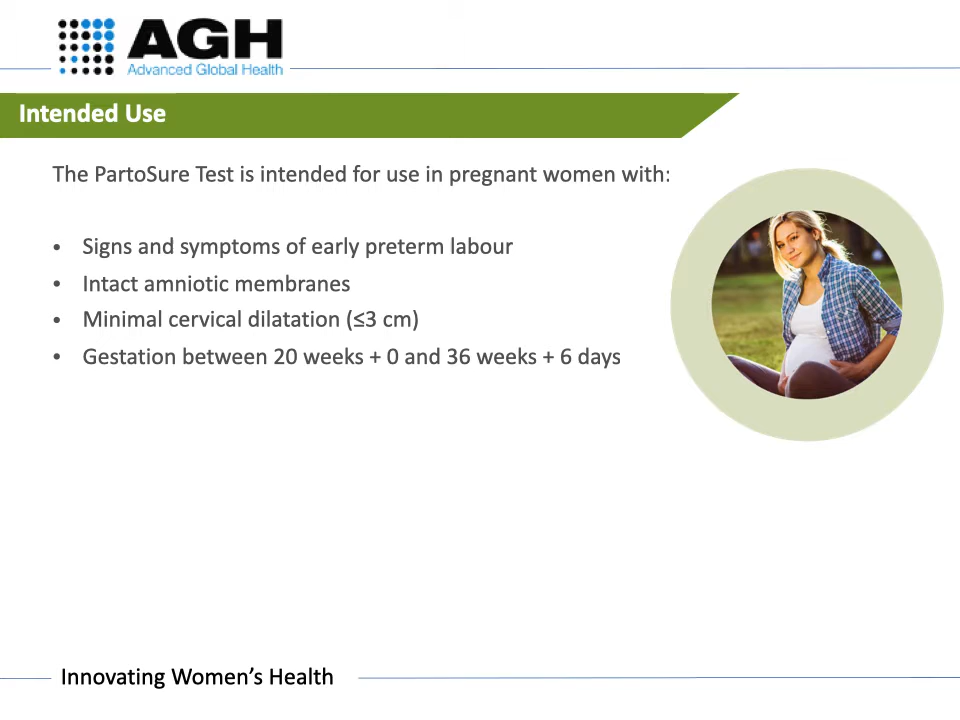 AGH
Advanced Global Health
Intended Use
The PartoSure Test is intended for use in pregnant women with:
• Signs and symptoms of early preterm labour
• Intact amniotic membranes
• Minimal cervical dilatation (≤3 cm)
• Gestation between 20 weeks + 0 and 36 weeks + 6 days
Innovating Women’s Health